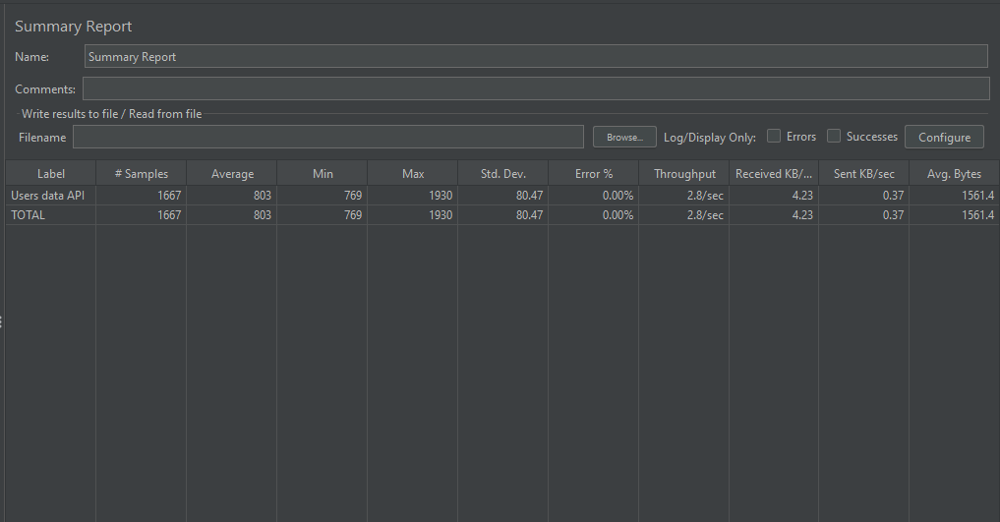 Summary Report
Name: Summary Report
Comments:
Write results to file / Read from file
Filename Browse... Log/Display Only: Errors Successes Configure
Label # Samples Average Min Max Std. Dev. Error % Throughput Received KB/... Sent KB/sec Avg. Bytes
Users data API 1667 803 769 1930 80.47 0.00% 2.8/sec 4.23 0.37 1561.4
TOTAL 1667 803 769 1930 80.47 0.00% 2.8/sec 4.23 0.37 1561.4